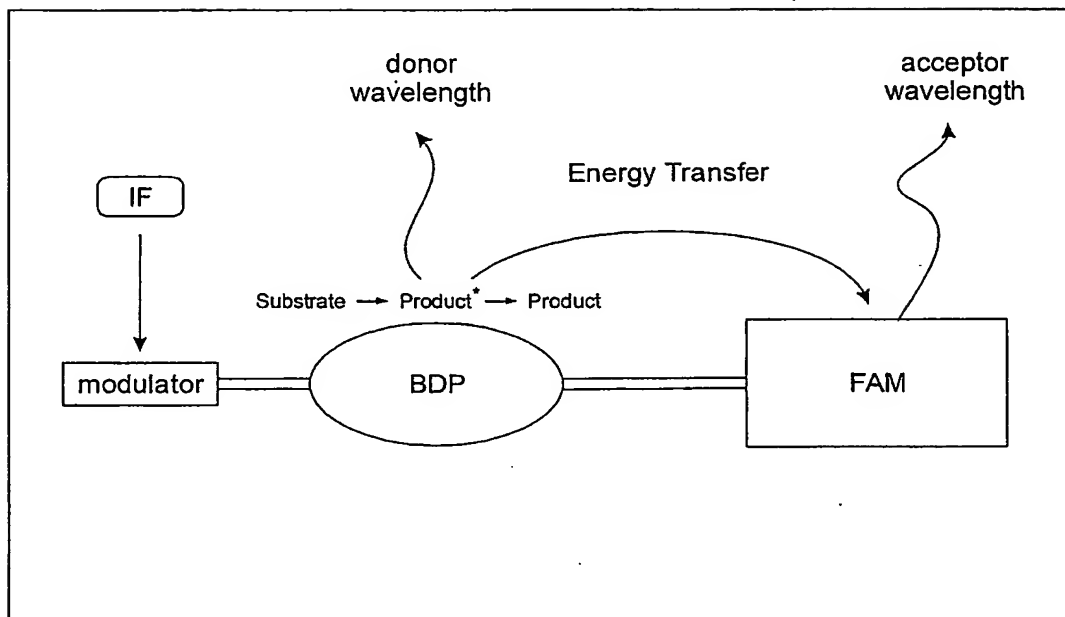 donor
wavelength
acceptor
wavelength
Energy Transfer
IF
Substrate → Product* → Product
modulator
BDP
FAM